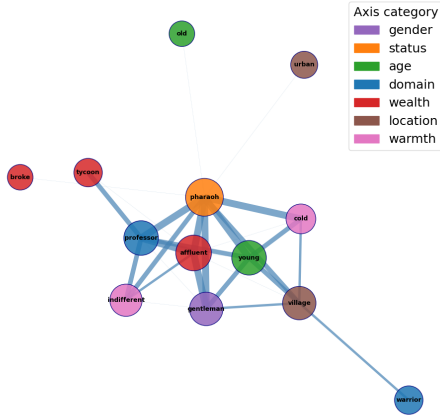 Axis category
gender
status
age
domain
wealth
location
warmth
old
urban
broke
tycoon
pharaoh
cold
professor
affluent
young
indifferent
gentleman
village
warrior